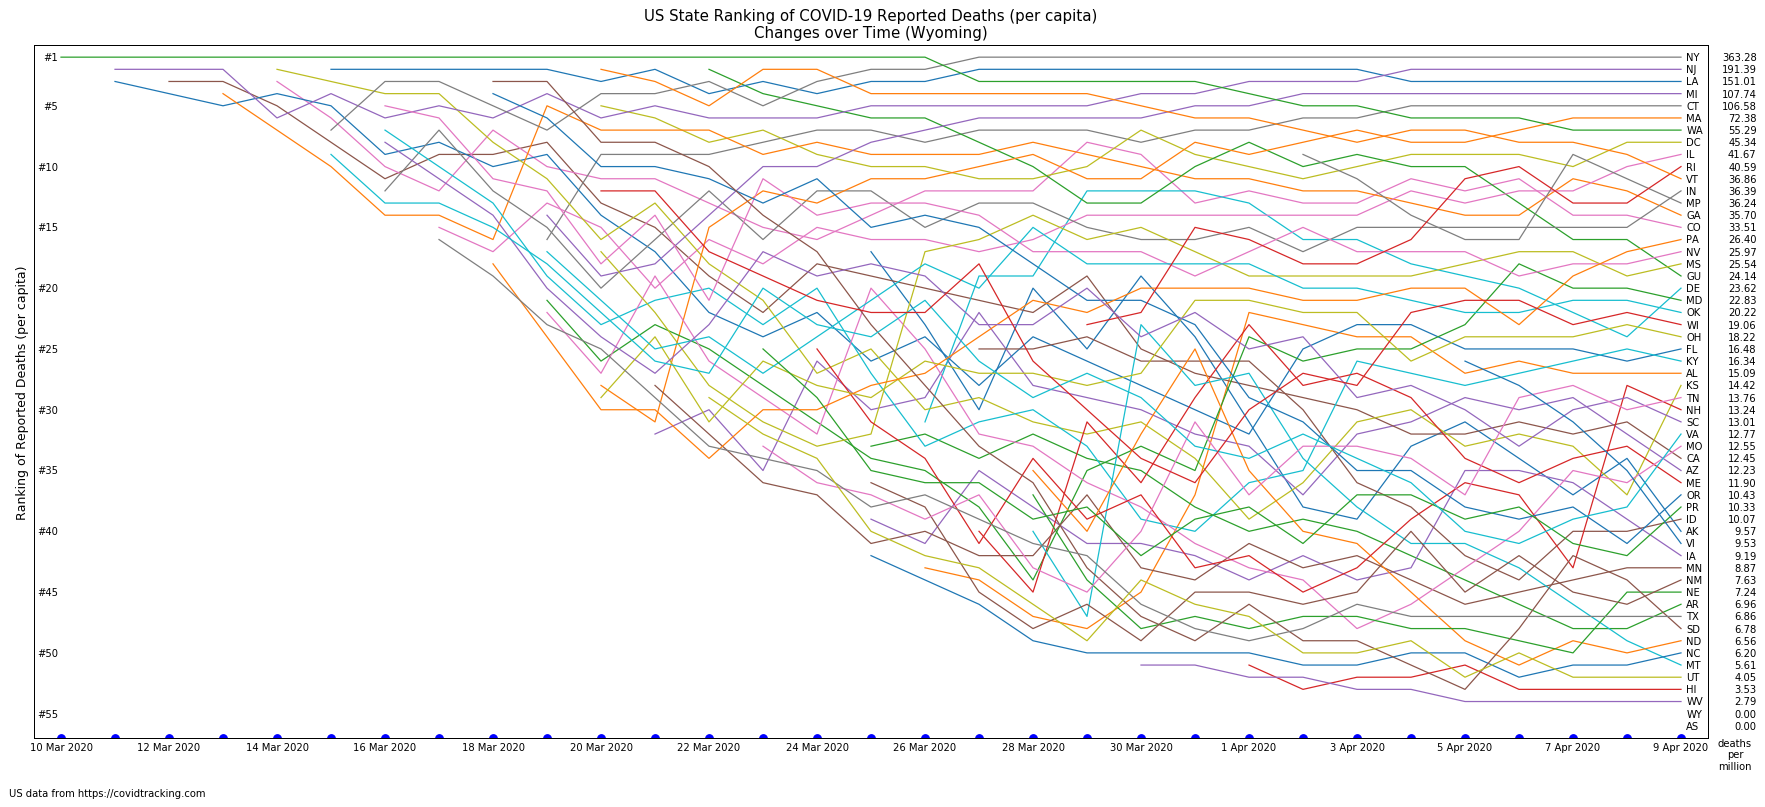 US State Ranking of COVID-19 Reported Deaths (per capita)
Changes over Time (Wyoming)
Ranking of Reported Deaths (per capita)
#1
#5
#10
#15
#20
#25
#30
#35
#40
#45
#50
#55
NY 363.28
NJ 191.39
LA 151.01
MI 107.74
CT 106.58
MA 72.38
WA 55.29
DC 45.34
IL 41.67
RI 40.59
VT 36.86
IN 36.39
MP 36.24
GA 35.70
CO 33.51
PA 26.40
NV 25.97
MS 25.54
GU 24.14
DE 23.62
MD 22.83
OK 20.22
WI 19.06
OH 18.22
FL 16.48
KY 16.34
AL 15.09
KS 14.42
TN 13.76
NH 13.24
SC 13.01
VA 12.77
MO 12.55
CA 12.45
AZ 12.23
ME 11.90
OR 10.43
PR 10.33
ID 10.07
AK 9.57
VI 9.53
IA 9.19
MN 8.87
NM 7.63
NE 7.24
AR 6.96
TX 6.86
SD 6.78
ND 6.56
NC 6.20
MT 5.61
UT 4.05
HI 3.53
WV 2.79
WY 0.00
AS 0.00
10 Mar 2020 12 Mar 2020 14 Mar 2020 16 Mar 2020 18 Mar 2020 20 Mar 2020 22 Mar 2020 24 Mar 2020 26 Mar 2020 28 Mar 2020 30 Mar 2020 1 Apr 2020 3 Apr 2020 5 Apr 2020 7 Apr 2020 9 Apr 2020
deaths
per
million
US data from https://covidtracking.com